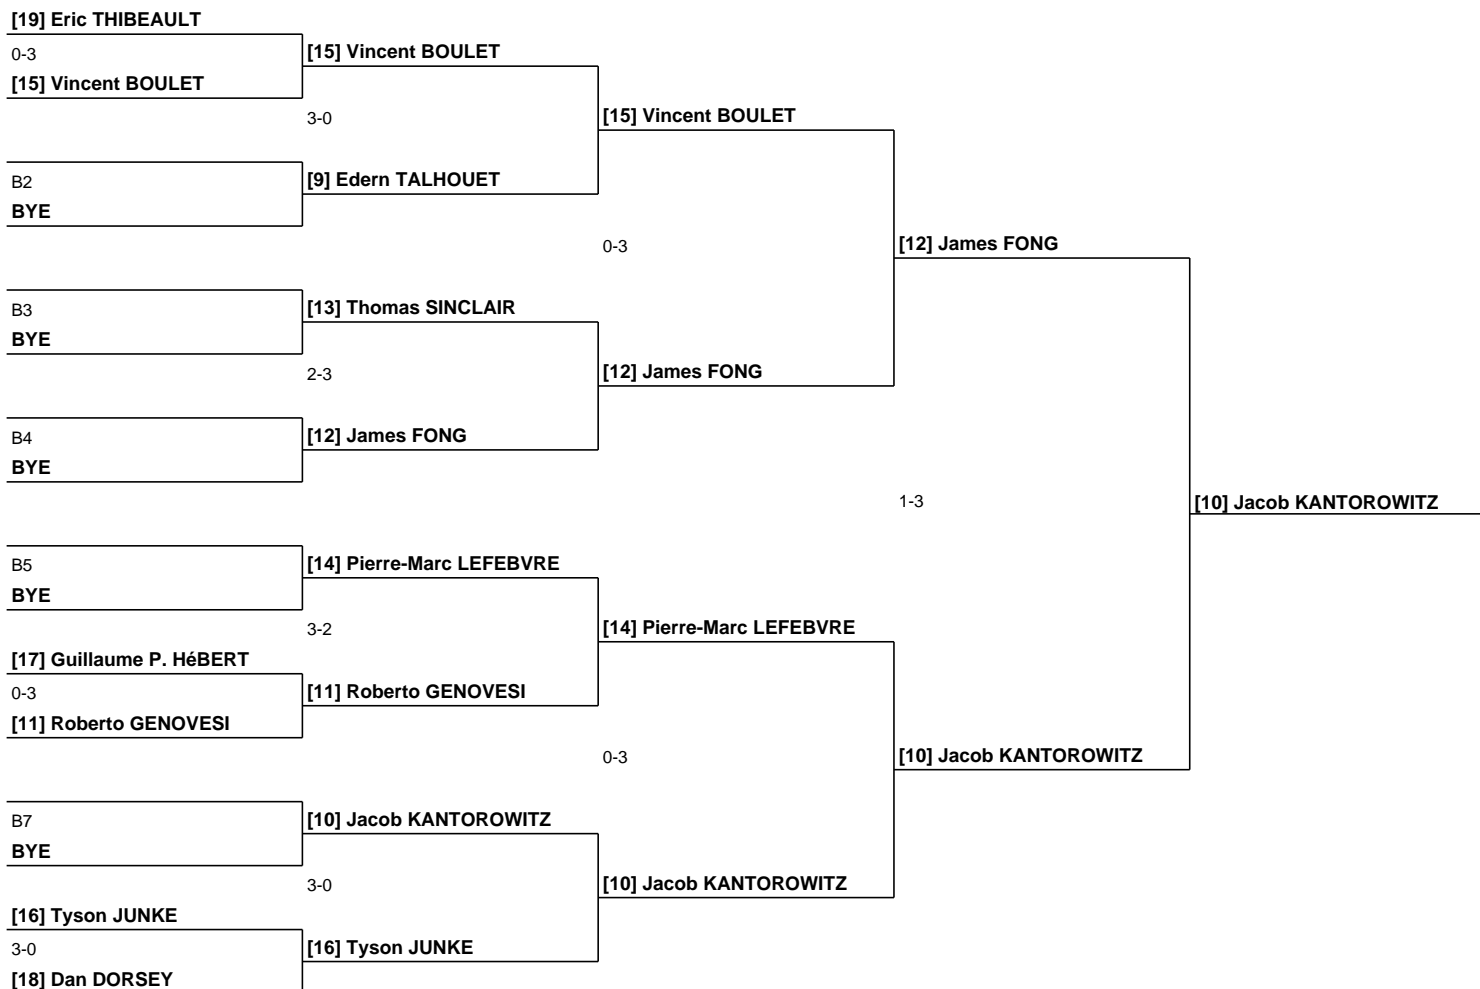 [19] Eric THIBEAULT
0-3
[15] Vincent BOULET
[15] Vincent BOULET
3-0
[15] Vincent BOULET
B2
BYE
[9] Edern TALHOUET
0-3
[12] James FONG
B3
BYE
[13] Thomas SINCLAIR
2-3
[12] James FONG
B4
BYE
[12] James FONG
1-3
[10] Jacob KANTOROWITZ
B5
BYE
[14] Pierre-Marc LEFEBVRE
3-2
[14] Pierre-Marc LEFEBVRE
[17] Guillaume P. HéBERT
0-3
[11] Roberto GENOVESI
[11] Roberto GENOVESI
0-3
[10] Jacob KANTOROWITZ
B7
BYE
[10] Jacob KANTOROWITZ
3-0
[10] Jacob KANTOROWITZ
[16] Tyson JUNKE
3-0
[18] Dan DORSEY
[16] Tyson JUNKE